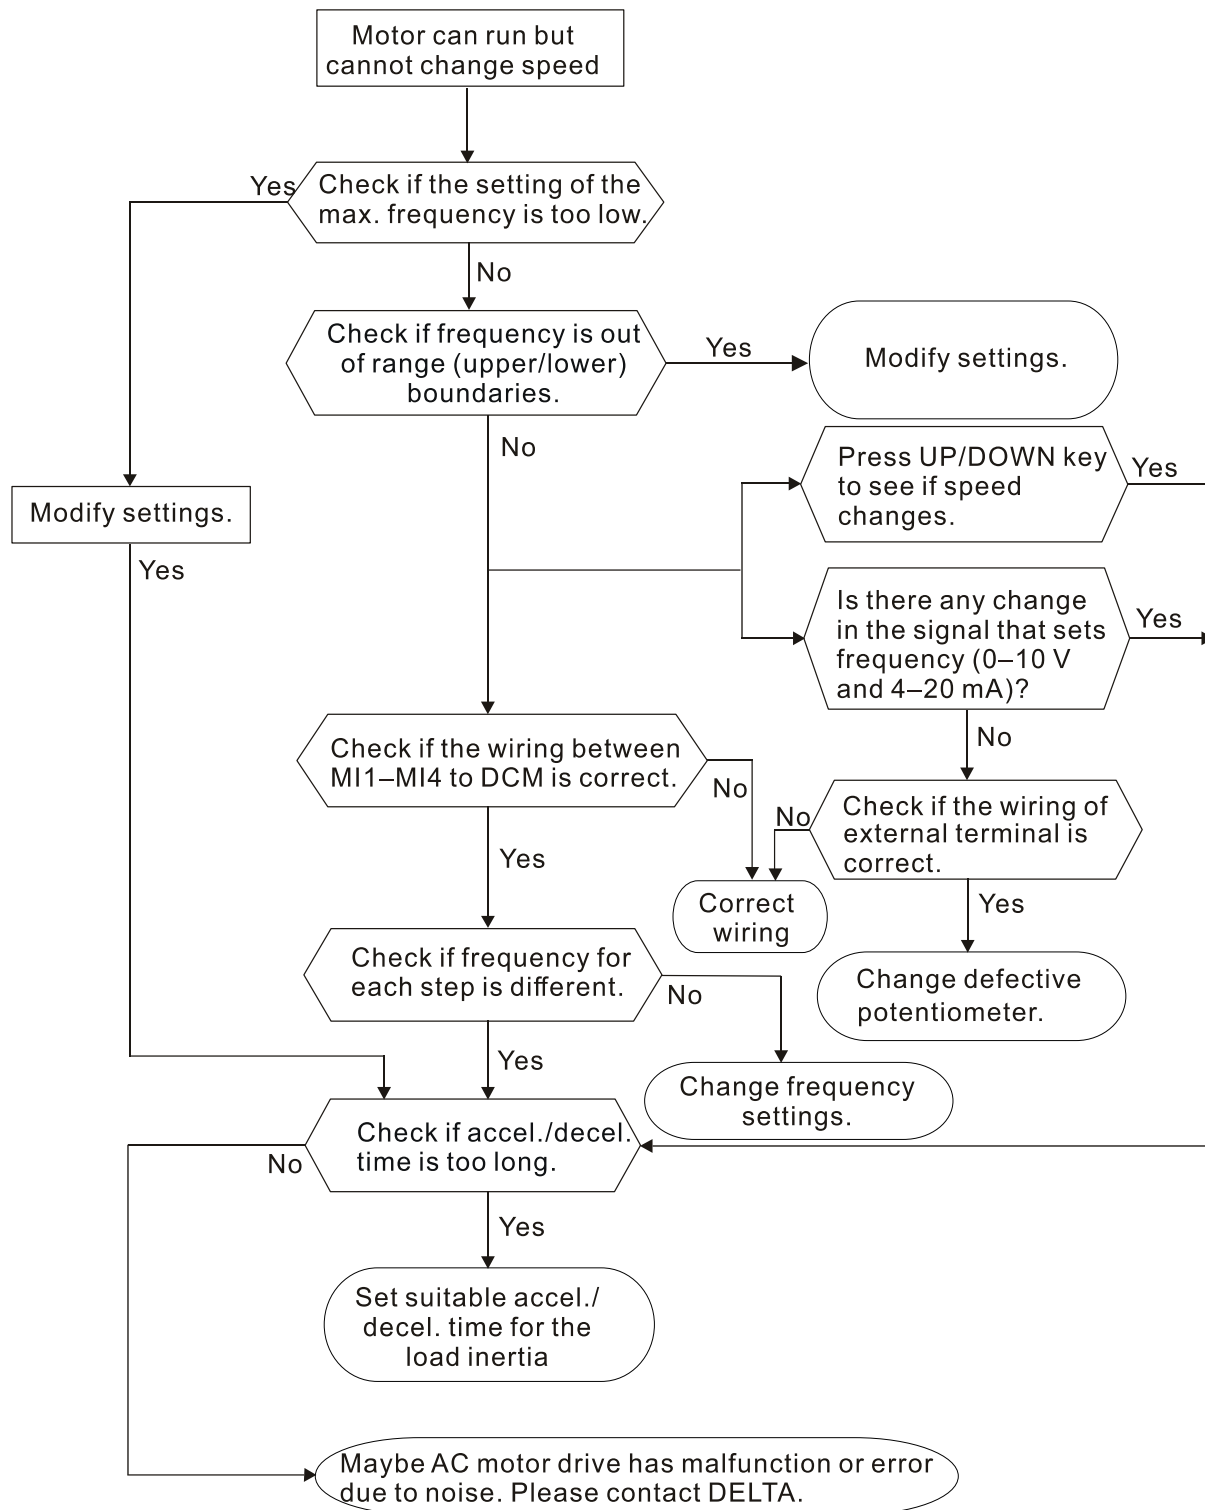 Motor can run but
cannot change speed
Yes
Check if the setting of the
max. frequency is too low.
No
Check if frequency is out
of range (upper/lower)
boundaries.
Yes
Modify settings.
No
Press UP/DOWN key
to see if speed
changes.
Yes
Modify settings.
Yes
Is there any change
in the signal that sets
frequency (0–10 V
and 4–20 mA)?
Yes
No
Check if the wiring between
MI1–MI4 to DCM is correct.
No
Check if the wiring of
external terminal is
correct.
No
Yes
Correct
wiring
Yes
Check if frequency for
each step is different.
No
Change defective
potentiometer.
Yes
Change frequency
settings.
Check if accel./decel.
time is too long.
No
Yes
Set suitable accel./
decel. time for the
load inertia
Maybe AC motor drive has malfunction or error
due to noise. Please contact DELTA.